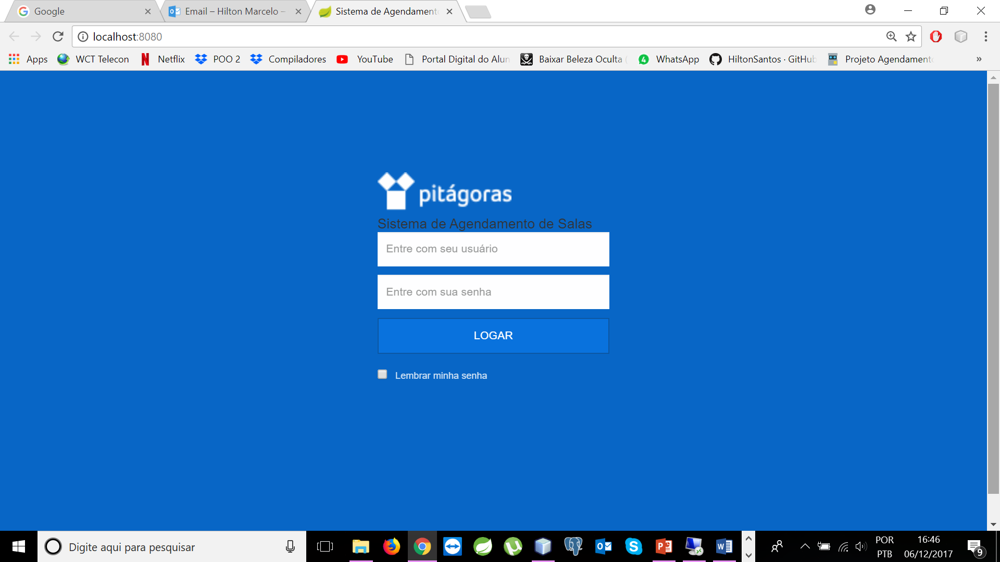 Google
Email – Hilton Marcelo –
Sistema de Agendament
localhost:8080
Apps
WCT Telecon
Netflix
POO 2
Compiladores
YouTube
Portal Digital do Alun
Baixar Beleza Oculta (
4
WhatsApp
HiltonSantos · GitHub
Projeto Agendamento
»
pitágoras
Sistema de Agendamento de Salas
Entre com seu usuário
Entre com sua senha
LOGAR
Lembrar minha senha
Digite aqui para pesquisar
POR
PTB
16:46
06/12/2017
9